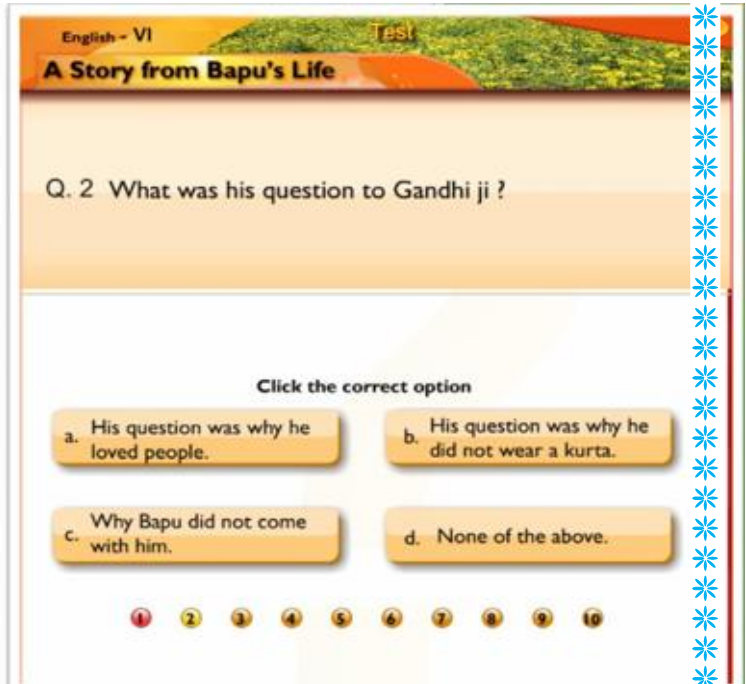 English - VI
Test
A Story from Bapu's Life
Q. 2 What was his question to Gandhi ji ?
Click the correct option
a. His question was why he
loved people.
b. His question was why he
did not wear a kurta.
c. Why Bapu did not come
with him.
d. None of the above.
1 2 3 4 5 6 7 8 9 10